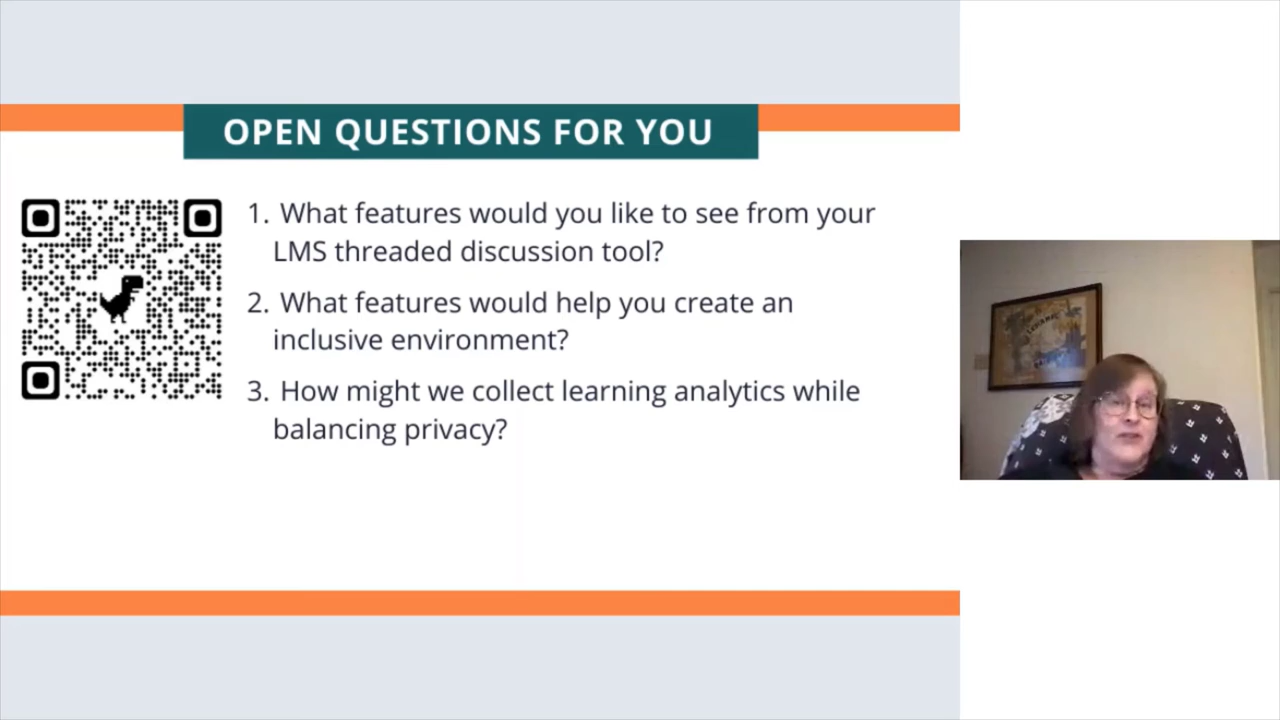 OPEN QUESTIONS FOR YOU
1. What features would you like to see from your
LMS threaded discussion tool?
2. What features would help you create an
inclusive environment?
3. How might we collect learning analytics while
balancing privacy?